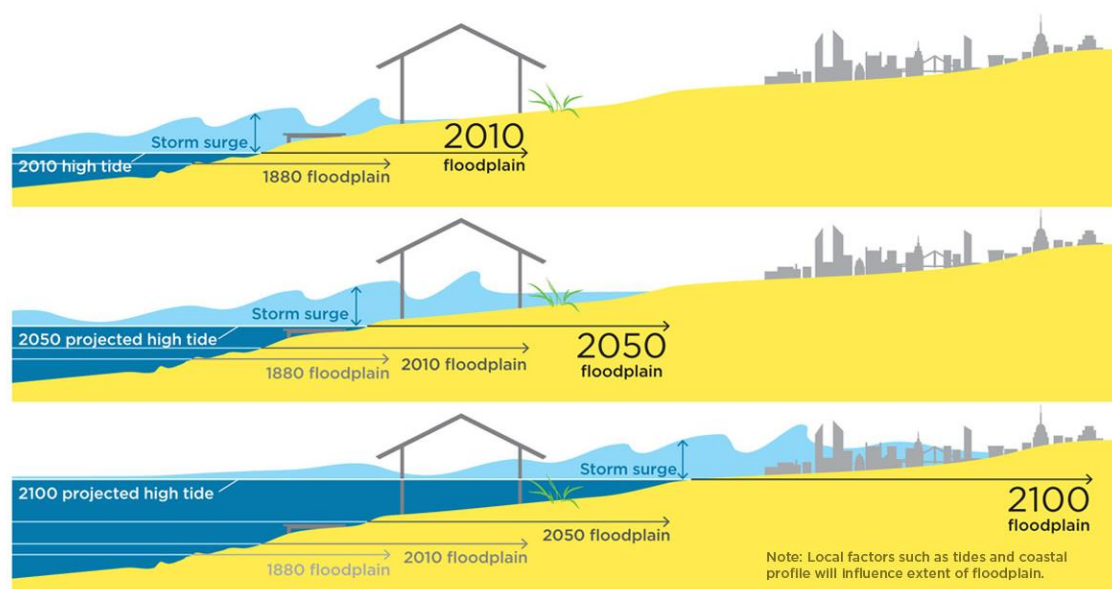 Storm surge
2010 high tide
1880 floodplain
2010
floodplain
Storm surge
2050 projected high tide
1880 floodplain
2010 floodplain
2050
floodplain
Storm surge
2100 projected high tide
1880 floodplain
2010 floodplain
2050 floodplain
2100
floodplain
Note: Local factors such as tides and coastal
profile will influence extent of floodplain.